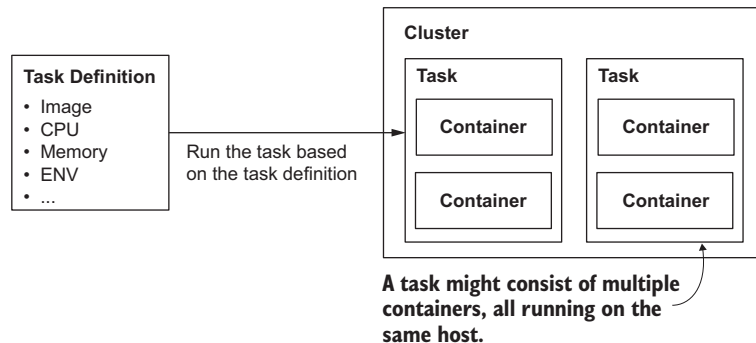 Task Definition
• Image
• CPU
• Memory
• ENV
• ...
Run the task based
on the task definition
Cluster
Task
Container
Container
Task
Container
Container
A task might consist of multiple
containers, all running on the
same host.